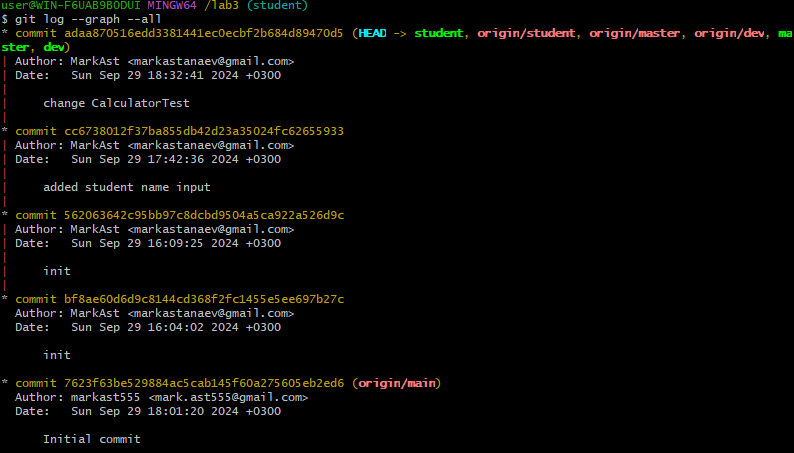 user@WIN-F6UAB9BODUI MINGW64 /lab3 (student)
$ git log --graph --all
* commit adaa870516edd3381441ec0ecbf2b684d89470d5 (HEAD -> student, origin/student, origin/master, origin/dev, ma
ster, dev)
| Author: MarkAst <markastanaev@gmail.com>
| Date:   Sun Sep 29 18:32:41 2024 +0300
|
|     change CalculatorTest
|
* commit cc6738012f37ba855db42d23a35024fc62655933
| Author: MarkAst <markastanaev@gmail.com>
| Date:   Sun Sep 29 17:42:36 2024 +0300
|
|     added student name input
|
* commit 562063642c95bb97c8dcbd9504a5ca922a526d9c
| Author: MarkAst <markastanaev@gmail.com>
| Date:   Sun Sep 29 16:09:25 2024 +0300
|
|     init
|
* commit bf8ae60d6d9c8144cd368f2fc1455e5ee697b27c
  Author: MarkAst <markastanaev@gmail.com>
  Date:   Sun Sep 29 16:04:02 2024 +0300

      init

* commit 7623f63be529884ac5cab145f60a275605eb2ed6 (origin/main)
  Author: markast555 <mark.ast555@gmail.com>
  Date:   Sun Sep 29 18:01:20 2024 +0300

      Initial commit